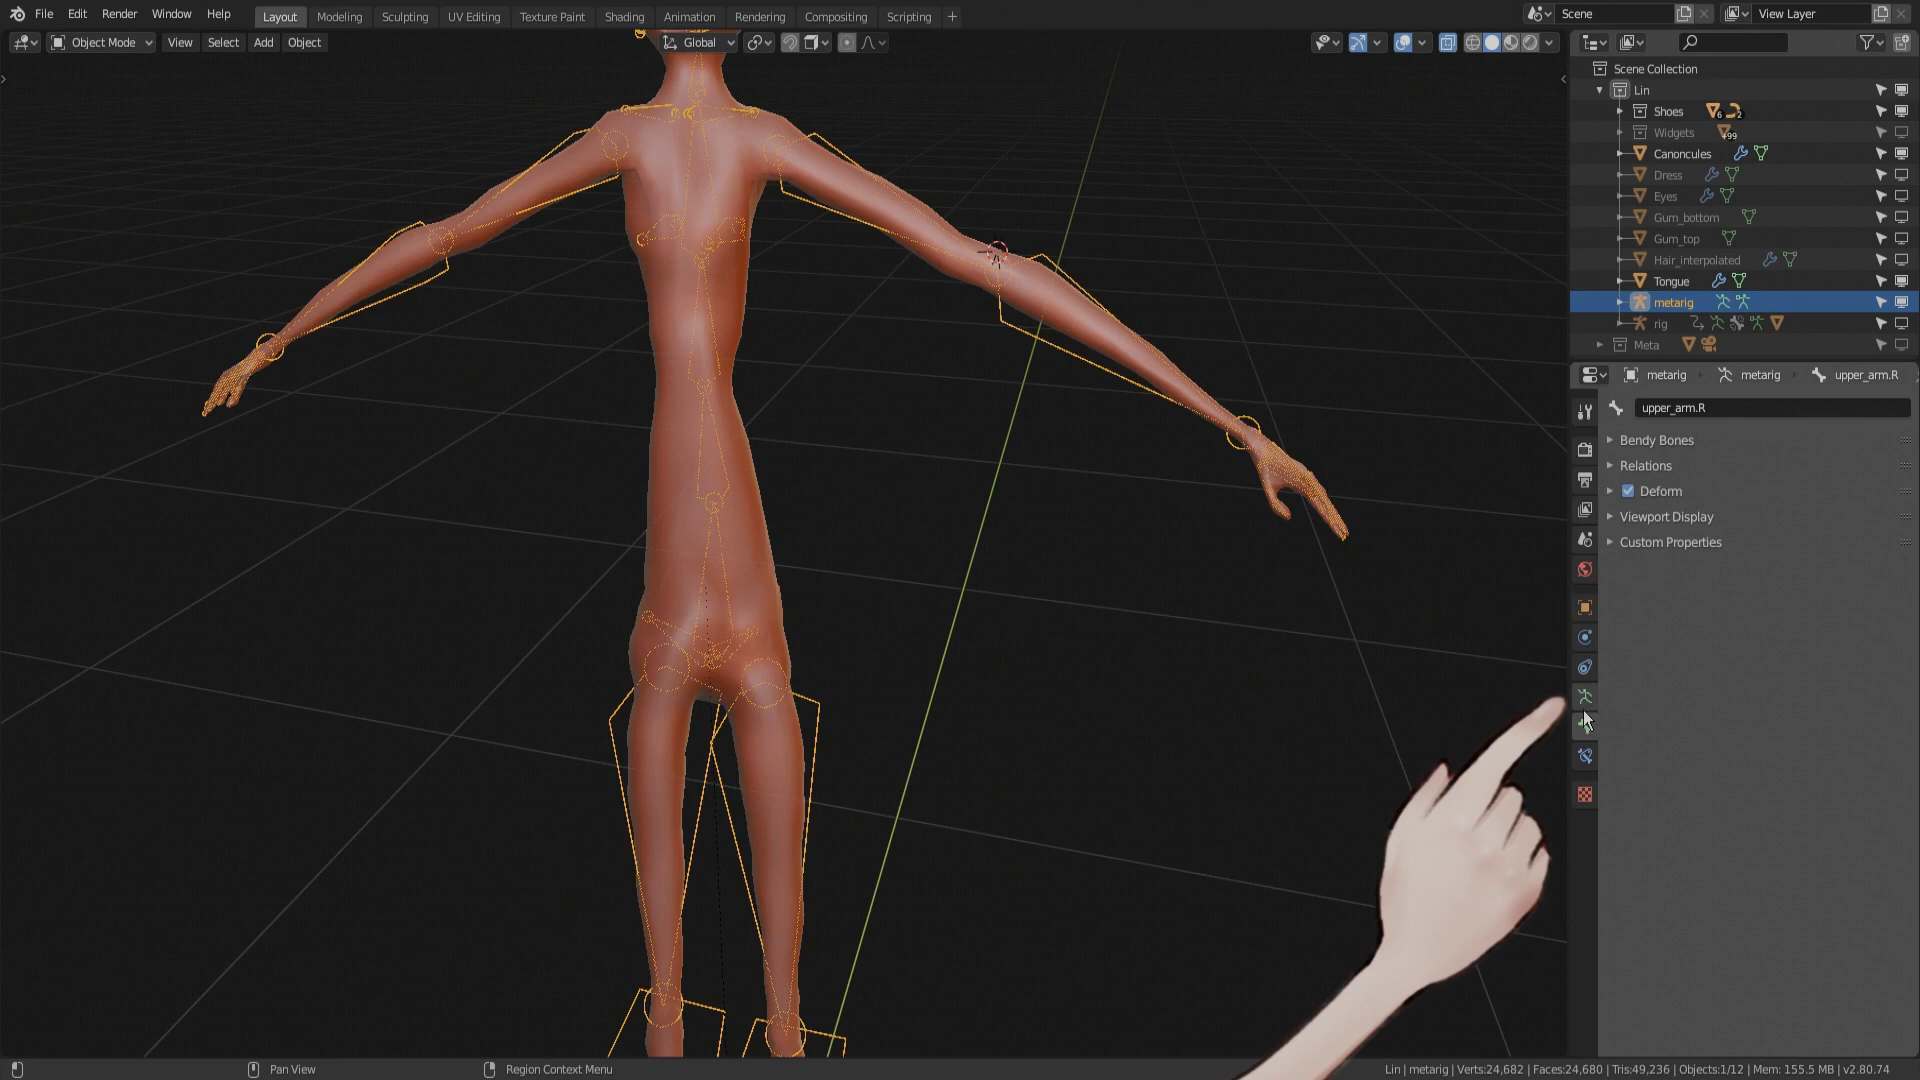 File Edit Render Window Help Layout Modeling Sculpting UV Editing Texture Paint Shading Animation Rendering Compositing Scripting + Scene View Layer
Object Mode View Select Add Object Global
Scene Collection
Lin
Shoes 6 2
Widgets +99
Canoncules
Dress
Eyes
Gum_bottom
Gum_top
Hair_interpolated
Tongue
metarig
rig
Meta
metarig metarig upper_arm.R
upper_arm.R
Bendy Bones
Relations
Deform
Viewport Display
Custom Properties
Pan View Region Context Menu Lin | metarig | Verts:24,682 | Faces:24,680 | Tris:49,236 | Objects:1/12 | Mem: 155.5 MB | v2.80.74